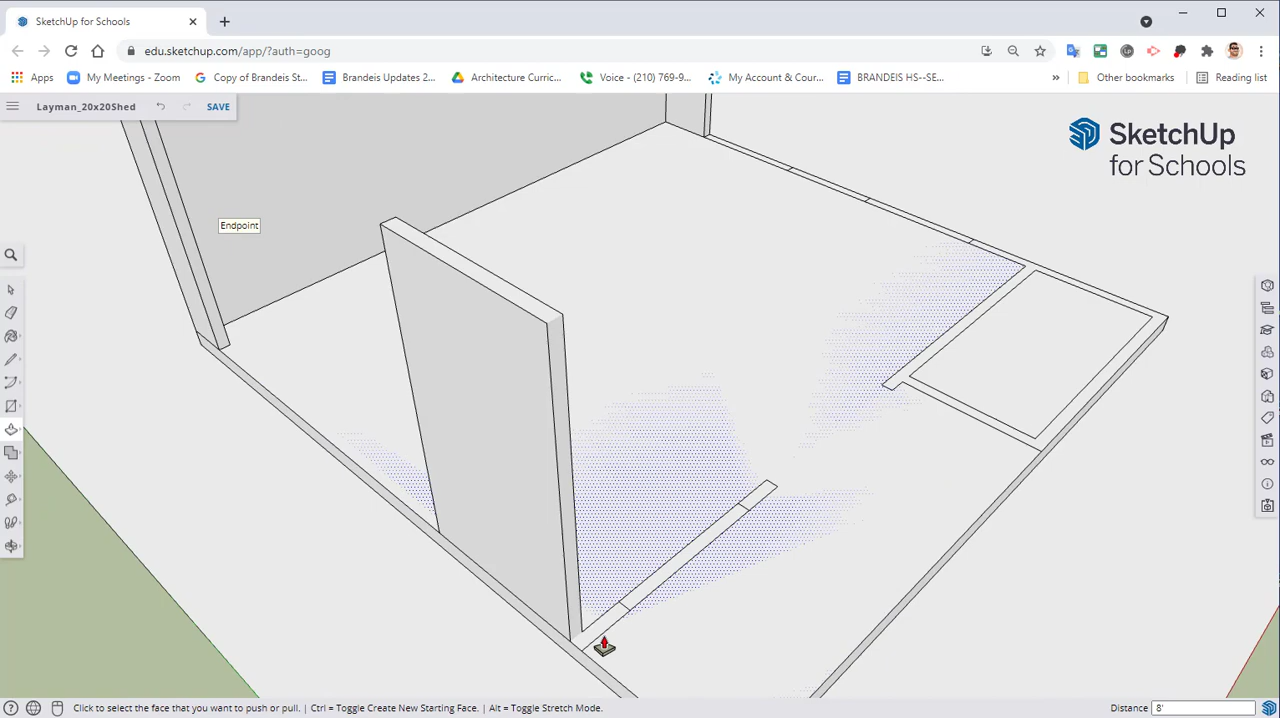 SketchUp for Schools
edu.sketchup.com/app/?auth=goog
Apps
My Meetings - Zoom
Copy of Brandeis St...
Brandeis Updates 2...
Architecture Curric...
Voice - (210) 769-9...
My Account & Cour...
BRANDEIS HS--SE...
»
Other bookmarks
Reading list
Layman_20x20Shed
SAVE
SketchUp
for Schools
Endpoint
Click to select the face that you want to push or pull. | Ctrl = Toggle Create New Starting Face. | Alt = Toggle Stretch Mode.
Distance 8'